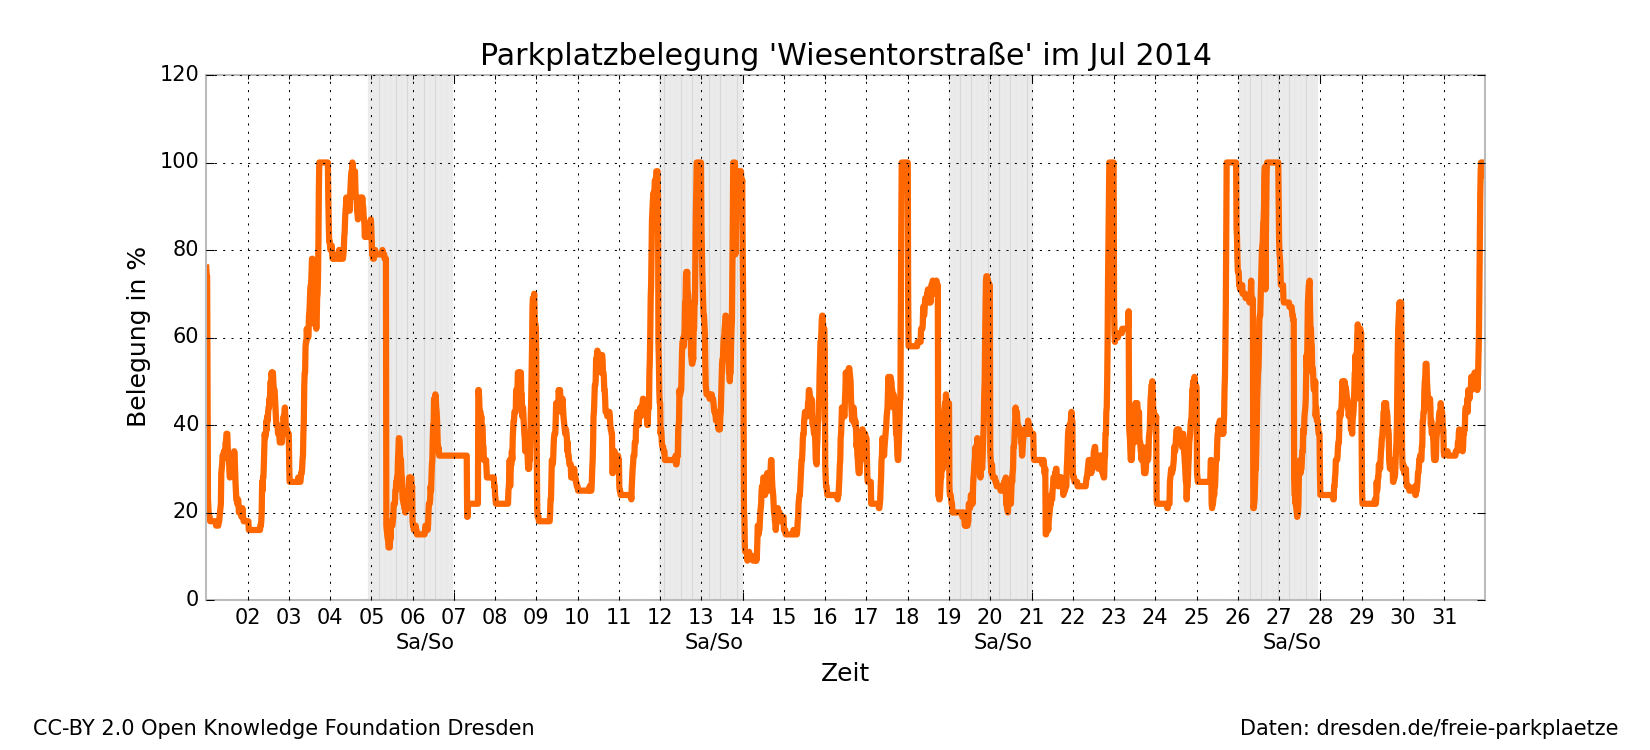 Parkplatzbelegung 'Wiesentorstraße' im Jul 2014
120
100
80
60
40
20
0
Belegung in %
02 03 04 05 06 07 08 09 10 11 12 13 14 15 16 17 18 19 20 21 22 23 24 25 26 27 28 29 30 31
Sa/So Sa/So Sa/So Sa/So
Zeit
CC-BY 2.0 Open Knowledge Foundation Dresden
Daten: dresden.de/freie-parkplaetze